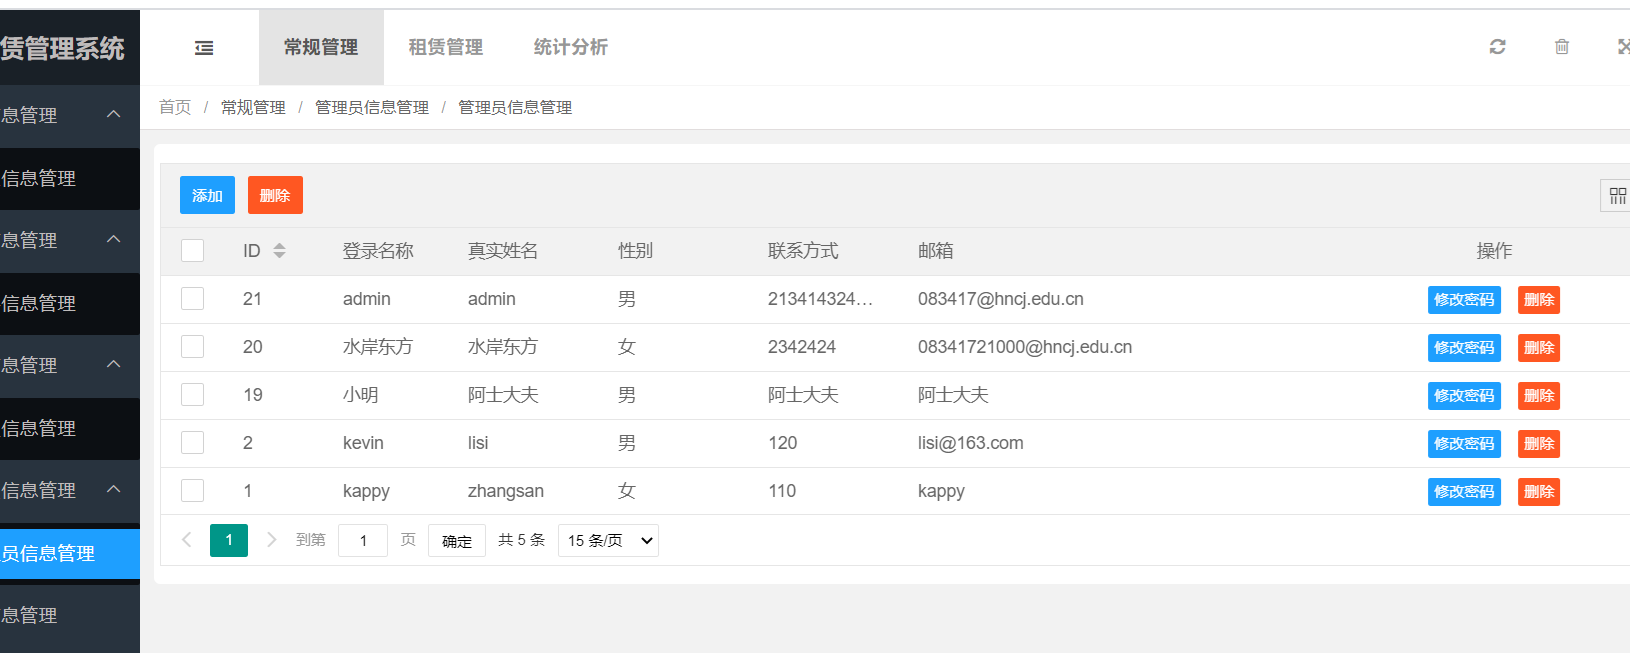 赁管理系统
常规管理 租赁管理 统计分析
首页 / 常规管理 / 管理员信息管理 / 管理员信息管理
息管理
信息管理
息管理
信息管理
息管理
信息管理
信息管理
员信息管理
息管理
添加 删除
ID 登录名称 真实姓名 性别 联系方式 邮箱 操作
21 admin admin 男 213414324... 083417@hncj.edu.cn 修改密码 删除
20 水岸东方 水岸东方 女 2342424 08341721000@hncj.edu.cn 修改密码 删除
19 小明 阿士大夫 男 阿士大夫 阿士大夫 修改密码 删除
2 kevin lisi 男 120 lisi@163.com 修改密码 删除
1 kappy zhangsan 女 110 kappy 修改密码 删除
1 到第 1 页 确定 共 5 条 15 条/页